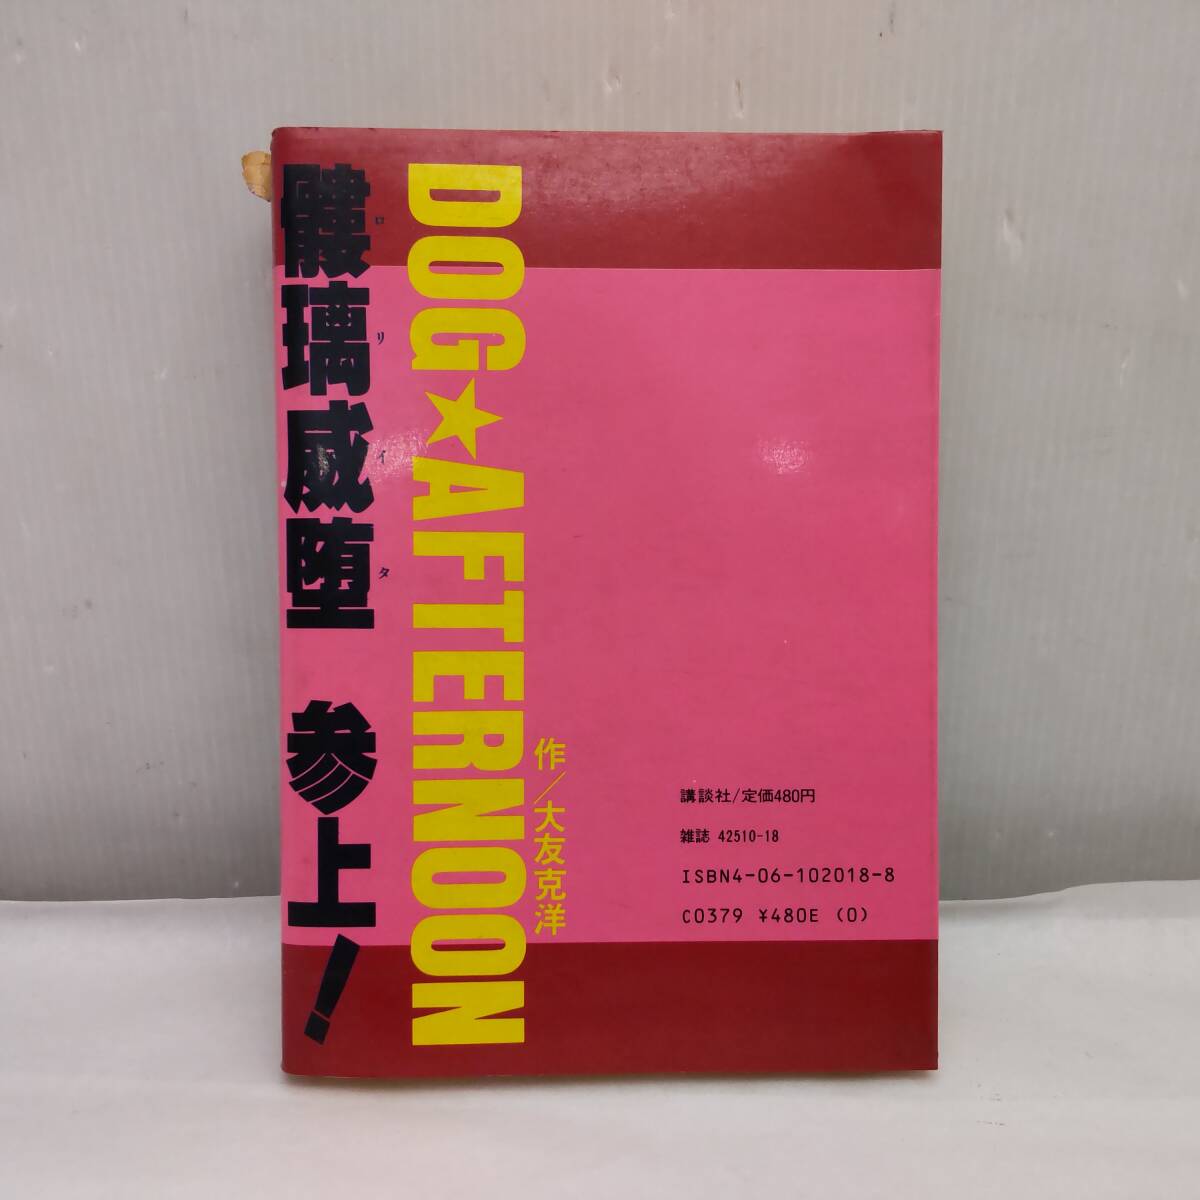 髏璃威堕 参上!
ロリイタ
DOG★AFTERNOON
作/大友克洋
講談社/定価480円
雑誌 42510-18
ISBN4-06-102018-8
C0379 ¥480E (0)